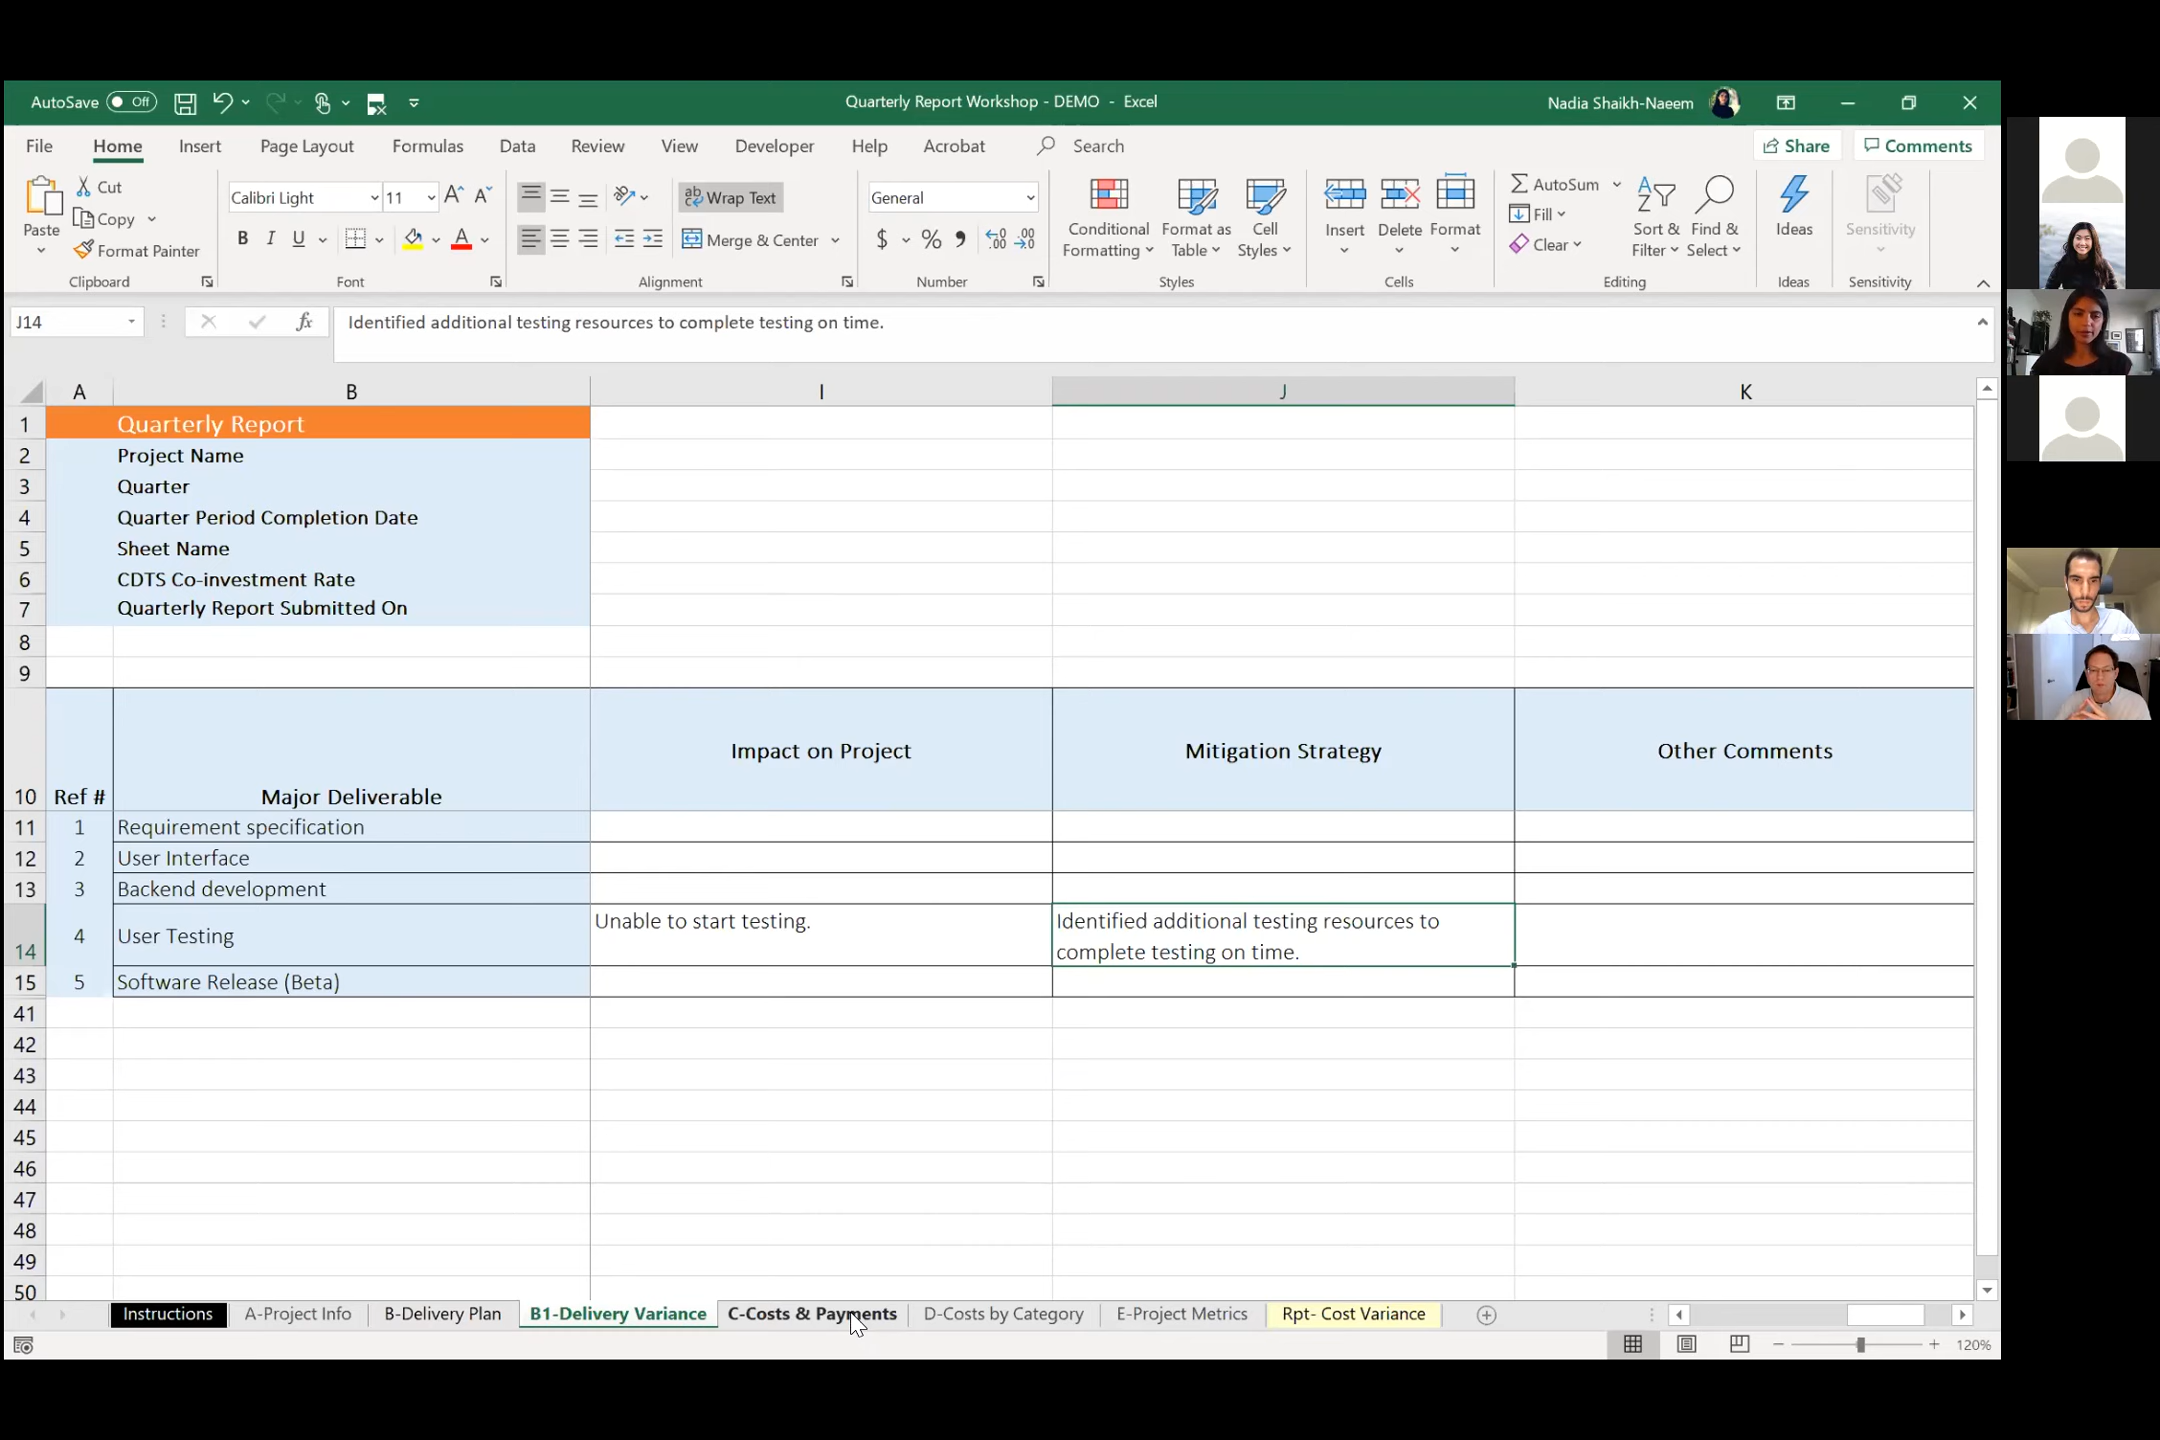 AutoSave Off
Quarterly Report Workshop - DEMO - Excel
Nadia Shaikh-Naeem
File Home Insert Page Layout Formulas Data Review View Developer Help Acrobat Search
Share Comments
Paste
Cut
Copy
Format Painter
Clipboard
Calibri Light 11
B I U A
Font
ab Wrap Text
Merge & Center
Alignment
General
$ % , .00
Number
Conditional Formatting
Format as Table
Cell Styles
Styles
Insert Delete Format
Cells
AutoSum
Fill
Clear
Sort & Filter
Find & Select
Editing
Ideas
Ideas
Sensitivity
Sensitivity
J14
fx
Identified additional testing resources to complete testing on time.
A B I J K
1 Quarterly Report
2 Project Name
3 Quarter
4 Quarter Period Completion Date
5 Sheet Name
6 CDTS Co-investment Rate
7 Quarterly Report Submitted On
8
9
10 Ref # Major Deliverable Impact on Project Mitigation Strategy Other Comments
11 1 Requirement specification
12 2 User Interface
13 3 Backend development
14 4 User Testing Unable to start testing. Identified additional testing resources to
complete testing on time.
15 5 Software Release (Beta)
41
42
43
44
45
46
47
48
49
50
Instructions A-Project Info B-Delivery Plan B1-Delivery Variance C-Costs & Payments D-Costs by Category E-Project Metrics Rpt- Cost Variance
120%